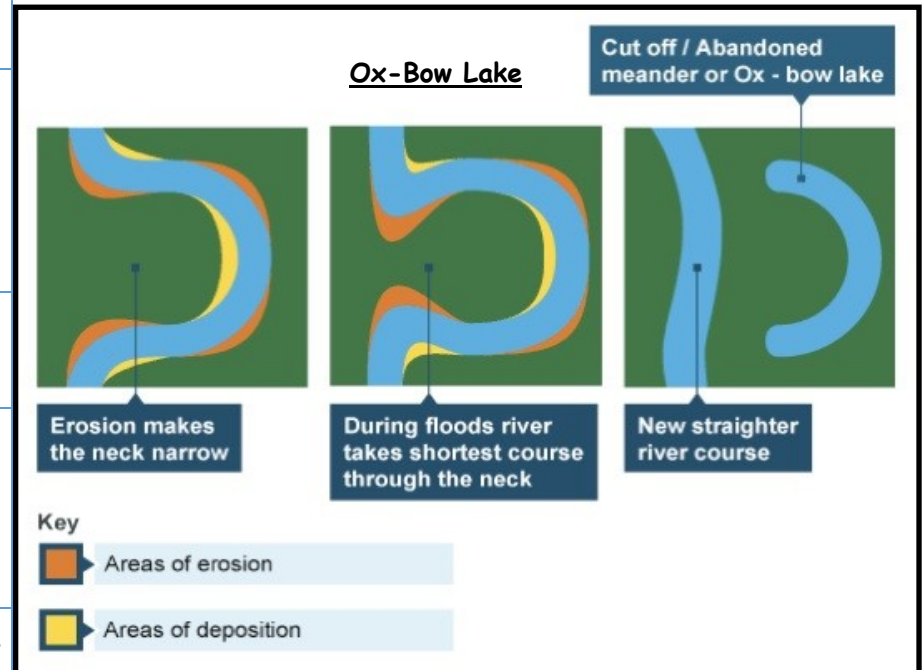 Ox-Bow Lake
Cut off / Abandoned
meander or Ox - bow lake
Erosion makes
the neck narrow
During floods river
takes shortest course
through the neck
New straighter
river course
Key
Areas of erosion
Areas of deposition